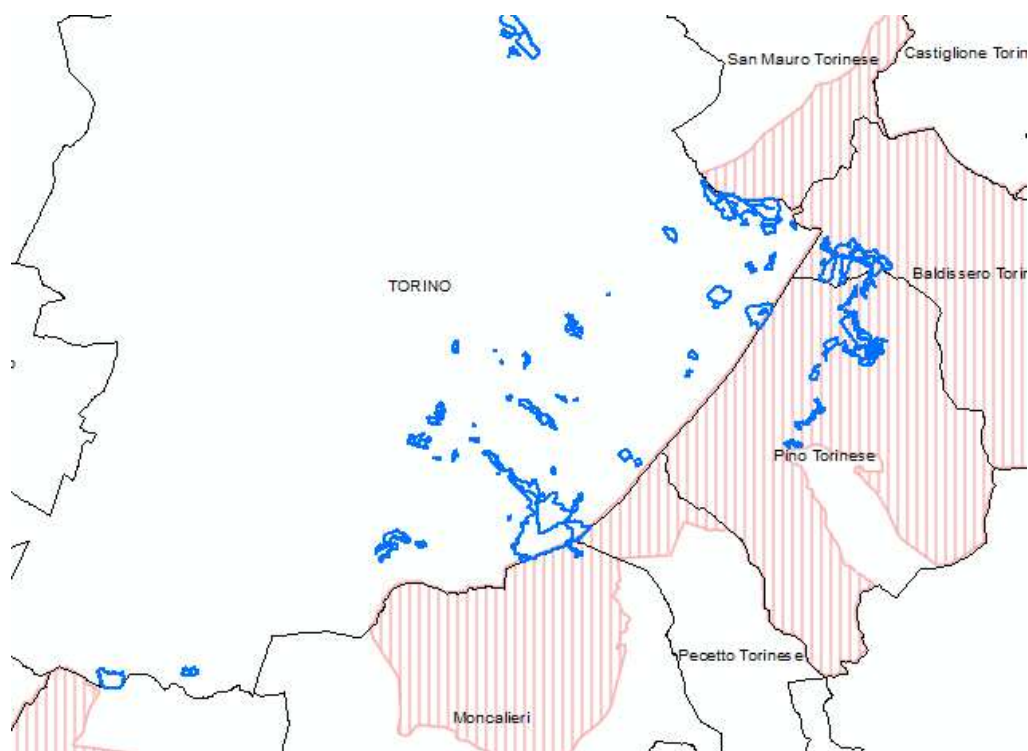 San Mauro Torinese
Castiglione Torin
TORINO
Baldissero Torin
Pino Torinese
Pecetto Torinese
Moncalieri